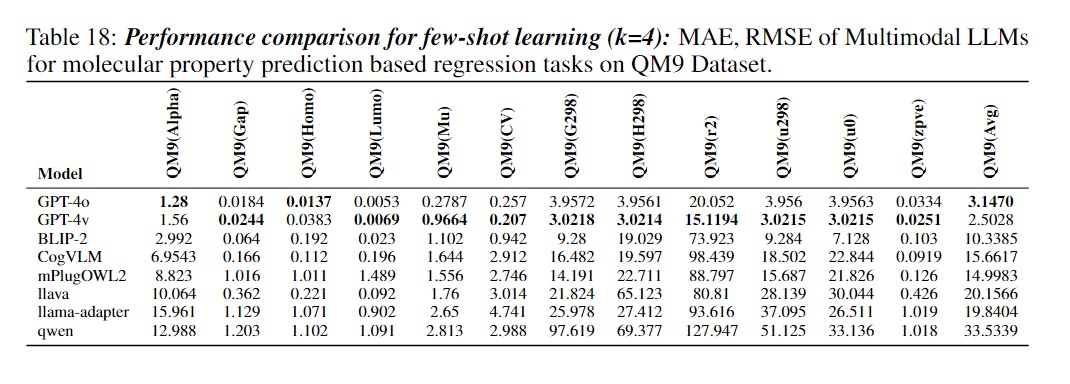 Table 18: Performance comparison for few-shot learning (k=4): MAE, RMSE of Multimodal LLMs
for molecular property prediction based regression tasks on QM9 Dataset.
Model QM9(Alpha) QM9(Gap) QM9(Homo) QM9(Lumo) QM9(Mu) QM9(CV) QM9(G298) QM9(H298) QM9(r2) QM9(u298) QM9(u0) QM9(zpve) QM9(Avg)
GPT-4o 1.28 0.0184 0.0137 0.0053 0.2787 0.257 3.9572 3.9561 20.052 3.956 3.9563 0.0334 3.1470
GPT-4v 1.56 0.0244 0.0383 0.0069 0.9664 0.207 3.0218 3.0214 15.1194 3.0215 3.0215 0.0251 2.5028
BLIP-2 2.992 0.064 0.192 0.023 1.102 0.942 9.28 19.029 73.923 9.284 7.128 0.103 10.3385
CogVLM 6.9543 0.166 0.112 0.196 1.644 2.912 16.482 19.597 98.439 18.502 22.844 0.0919 15.6617
mPlugOWL2 8.823 1.016 1.011 1.489 1.556 2.746 14.191 22.711 88.797 15.687 21.826 0.126 14.9983
llava 10.064 0.362 0.221 0.092 1.76 3.014 21.824 65.123 80.81 28.139 30.044 0.426 20.1566
llama-adapter 15.961 1.129 1.071 0.902 2.65 4.741 25.978 27.412 93.616 37.095 26.511 1.019 19.8404
qwen 12.988 1.203 1.102 1.091 2.813 2.988 97.619 69.377 127.947 51.125 33.136 1.018 33.5339